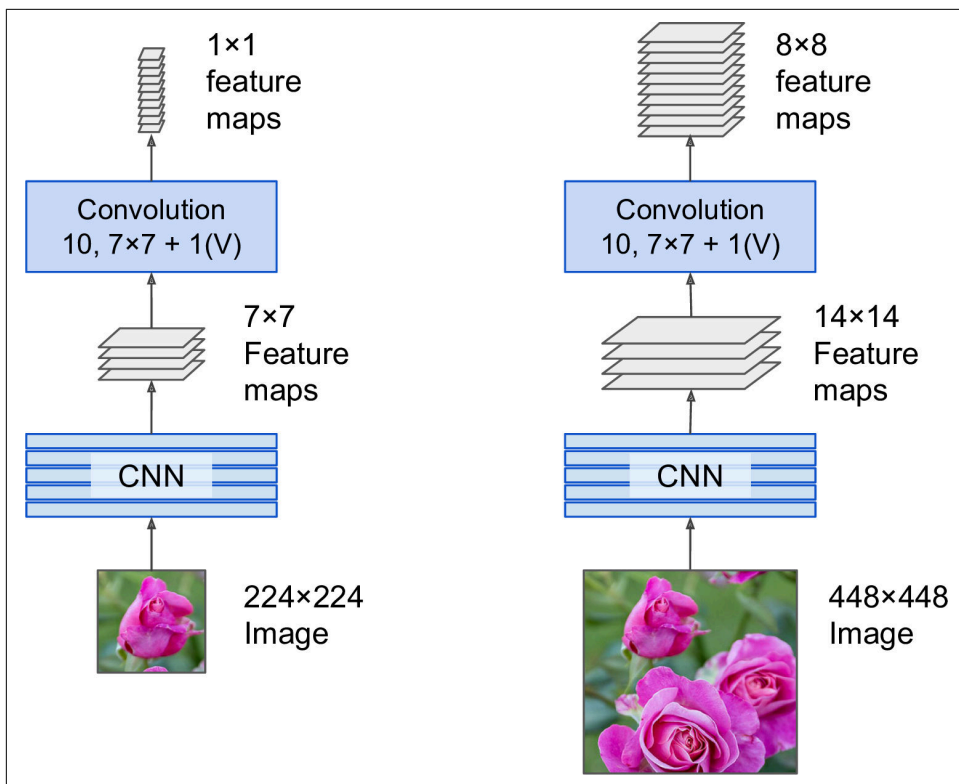 1×1
feature
maps
Convolution
10, 7×7 + 1(V)
7×7
Feature
maps
CNN
224×224
Image
8×8
feature
maps
Convolution
10, 7×7 + 1(V)
14×14
Feature
maps
CNN
448×448
Image